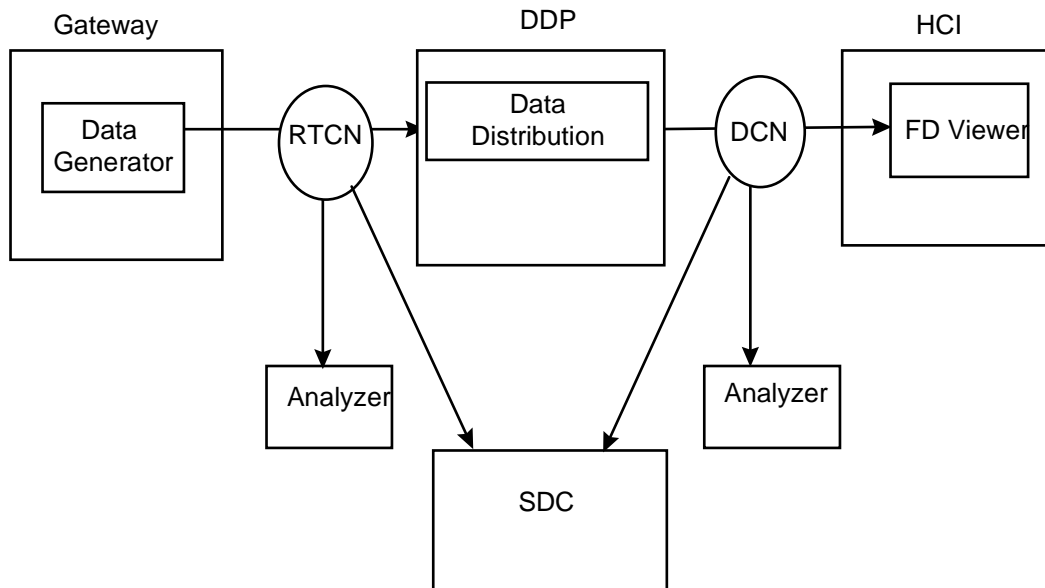 Gateway
DDP
HCI
Data
Generator
RTCN
Data
Distribution
DCN
FD Viewer
Analyzer
Analyzer
SDC